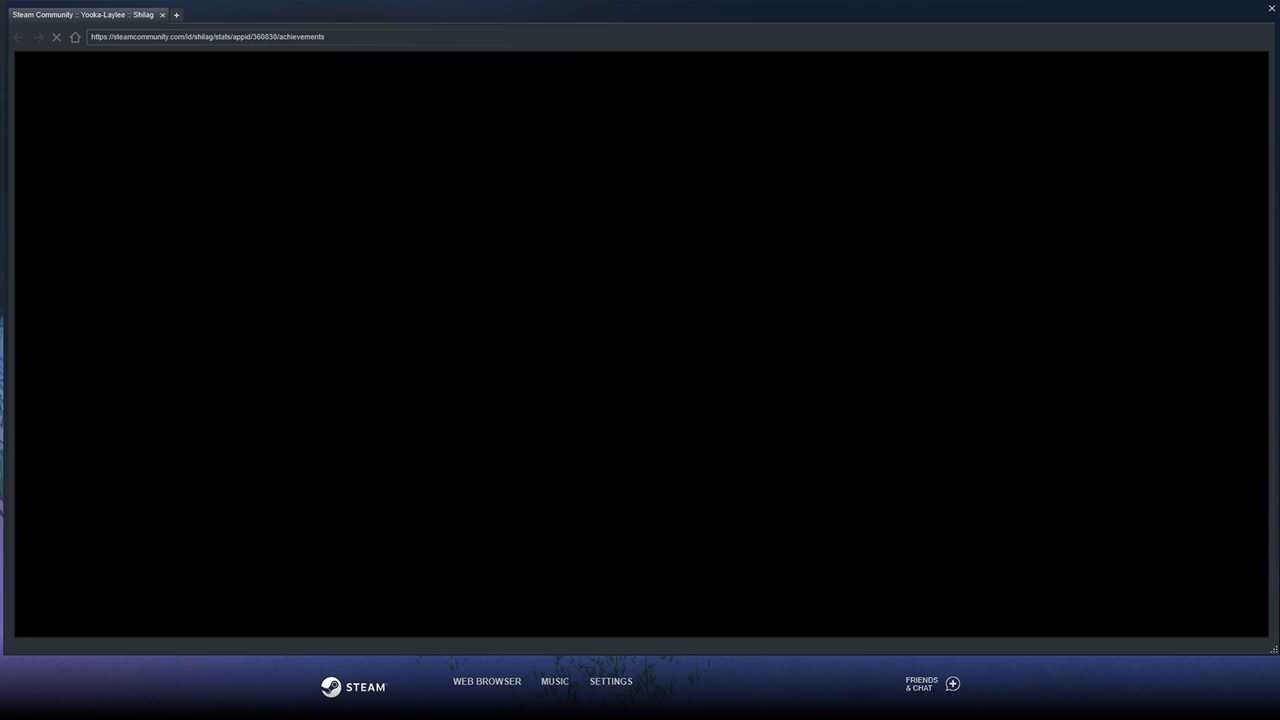 Steam Community :: Yooka-Laylee :: Shilag
https://steamcommunity.com/id/shilag/stats/appid/360830/achievements
STEAM
WEB BROWSER
MUSIC
SETTINGS
FRIENDS
& CHAT